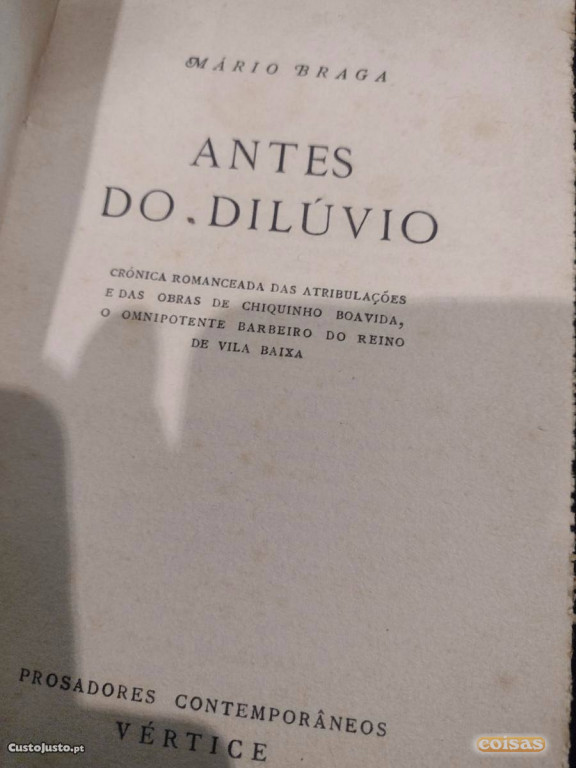 MÁRIO BRAGA
ANTES
DO DILÚVIO
CRÓNICA ROMANCEADA DAS ATRIBULAÇÕES
E DAS OBRAS DE CHIQUINHO BOAVIDA,
O OMNIPOTENTE BARBEIRO DO REINO
DE VILA BAIXA
PROSADORES CONTEMPORÂNEOS
VÉRTICE
CustoJusto.pt
coisas